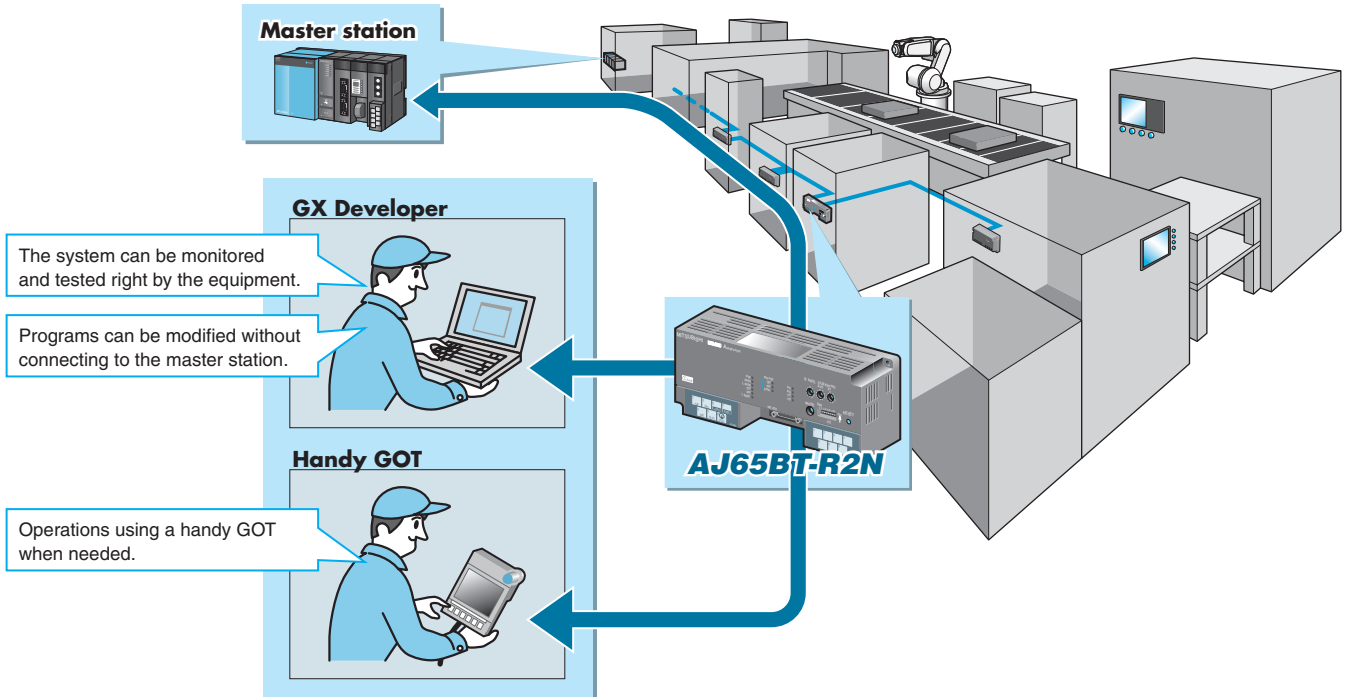 Master station
GX Developer
The system can be monitored
and tested right by the equipment.
Programs can be modified without
connecting to the master station.
AJ65BT-R2N
Handy GOT
Operations using a handy GOT
when needed.